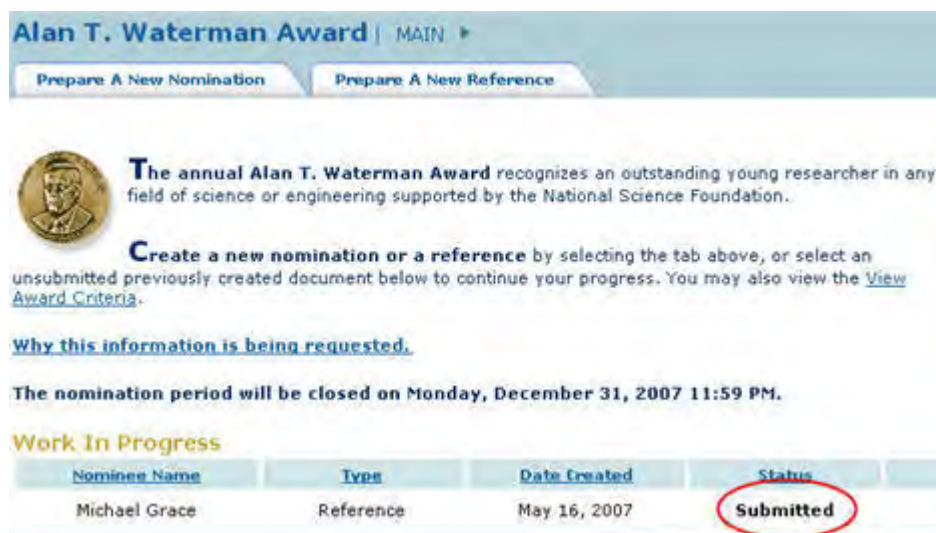 Alan T. Waterman Award | MAIN
Prepare A New Nomination Prepare A New Reference
The annual Alan T. Waterman Award recognizes an outstanding young researcher in any
field of science or engineering supported by the National Science Foundation.
Create a new nomination or a reference by selecting the tab above, or select an
unsubmitted previously created document below to continue your progress. You may also view the View
Award Criteria.
Why this information is being requested.
The nomination period will be closed on Monday, December 31, 2007 11:59 PM.
Work In Progress
Nominee Name Type Date Created Status
Michael Grace Reference May 16, 2007 Submitted